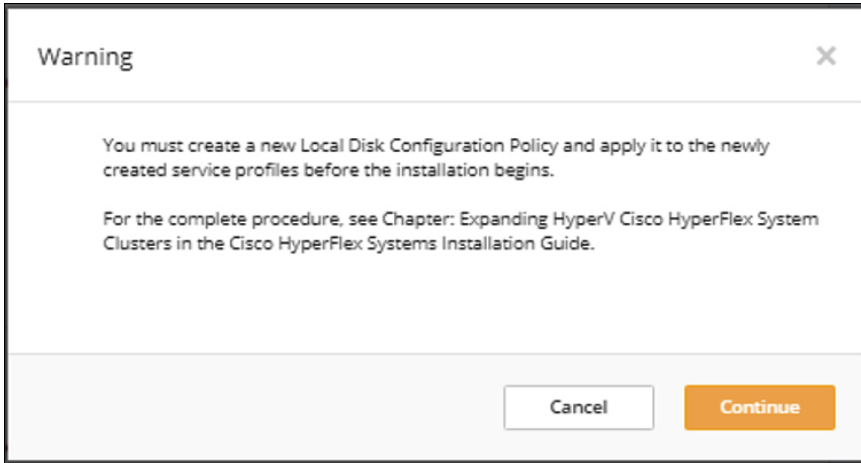 Warning
You must create a new Local Disk Configuration Policy and apply it to the newly
created service profiles before the installation begins.
For the complete procedure, see Chapter: Expanding HyperV Cisco HyperFlex System
Clusters in the Cisco HyperFlex Systems Installation Guide.
Cancel
Continue